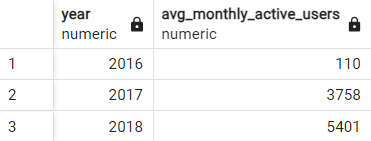 year avg_monthly_active_users
numeric numeric
1 2016 110
2 2017 3758
3 2018 5401